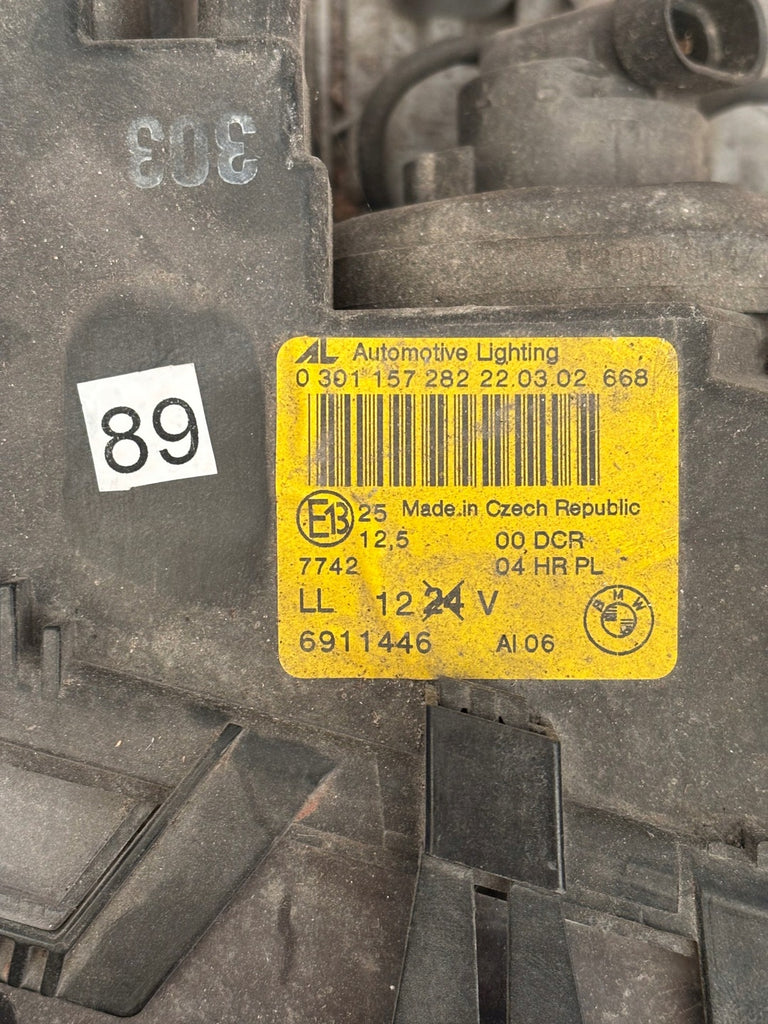 303
89
AL Automotive Lighting
0 301 157 282 22.03.02 668
E13 25 Made in Czech Republic
12,5 00 DCR
7742 04 HR PL
LL 12 24 V
BMW
6911446 AI 06